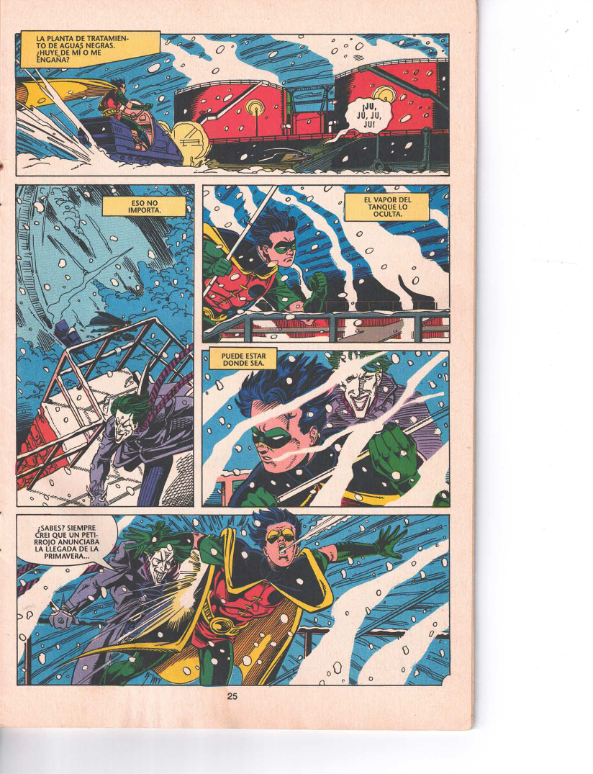 LA PLANTA DE TRATAMIEN-
TO DE AGUAS NEGRAS.
¿HUYE DE MÍ O ME
ENGAÑA?
¡JU,
JU, JU,
JU!
ESO NO
IMPORTA.
EL VAPOR DEL
TANQUE LO
OCULTA.
PUEDE ESTAR
DONDE SEA.
¿SABES? SIEMPRE
CREI QUE UN PETI-
RROJO ANUNCIABA
LA LLEGADA DE LA
PRIMAVERA...
25